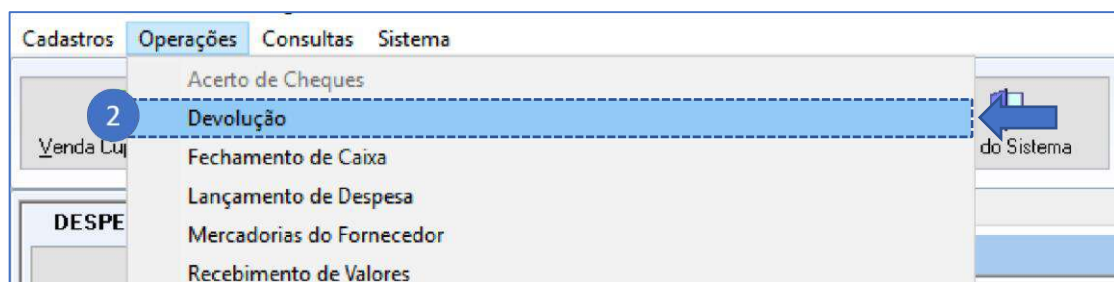 Cadastros Operações Consultas Sistema
Acerto de Cheques
2 Devolução
Venda Cup do Sistema
Fechamento de Caixa
Lançamento de Despesa
DESPE
Mercadorias do Fornecedor
Recebimento de Valores